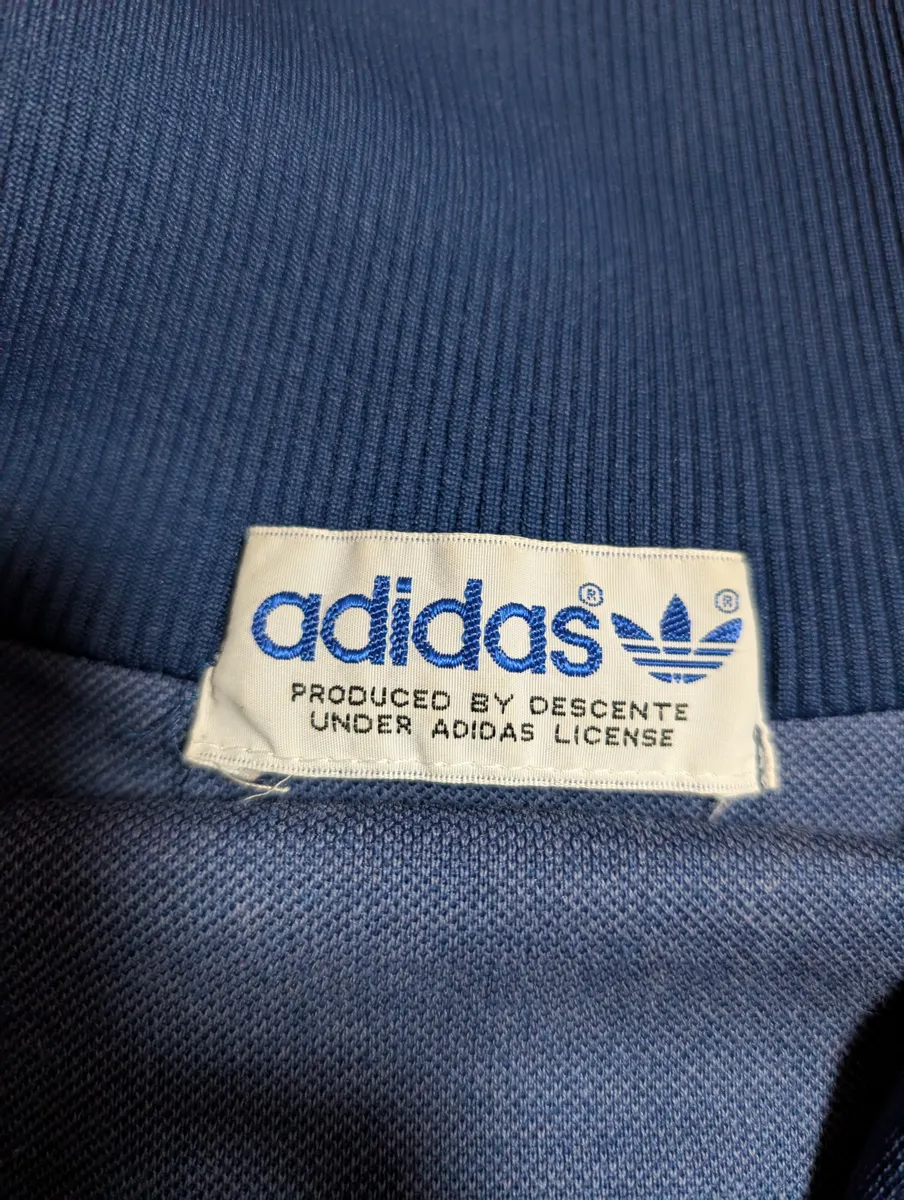 adidas®
®
PRODUCED BY DESCENTE
UNDER ADIDAS LICENSE